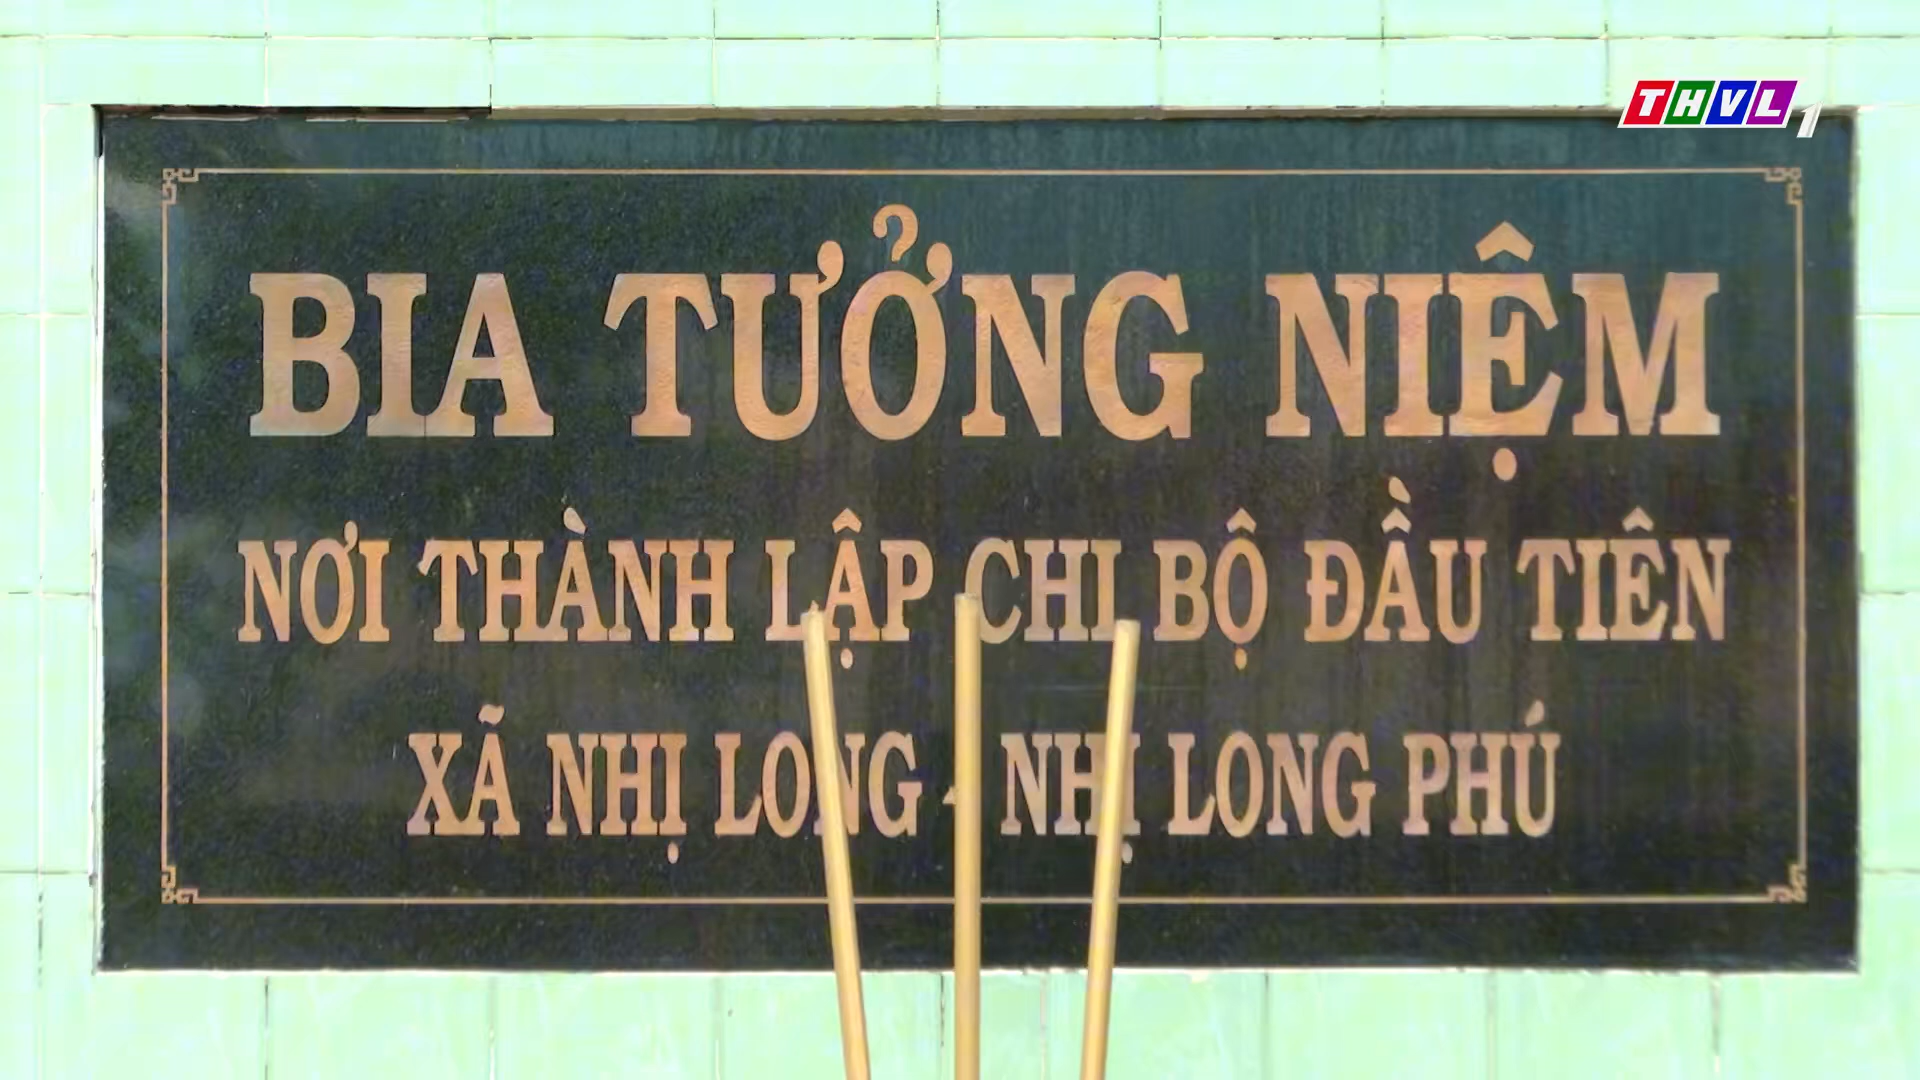 THVL1
BIA TƯỞNG NIỆM
NƠI THÀNH LẬP CHI BỘ ĐẦU TIÊN
XÃ NHỊ LONG - NHỊ LONG PHÚ